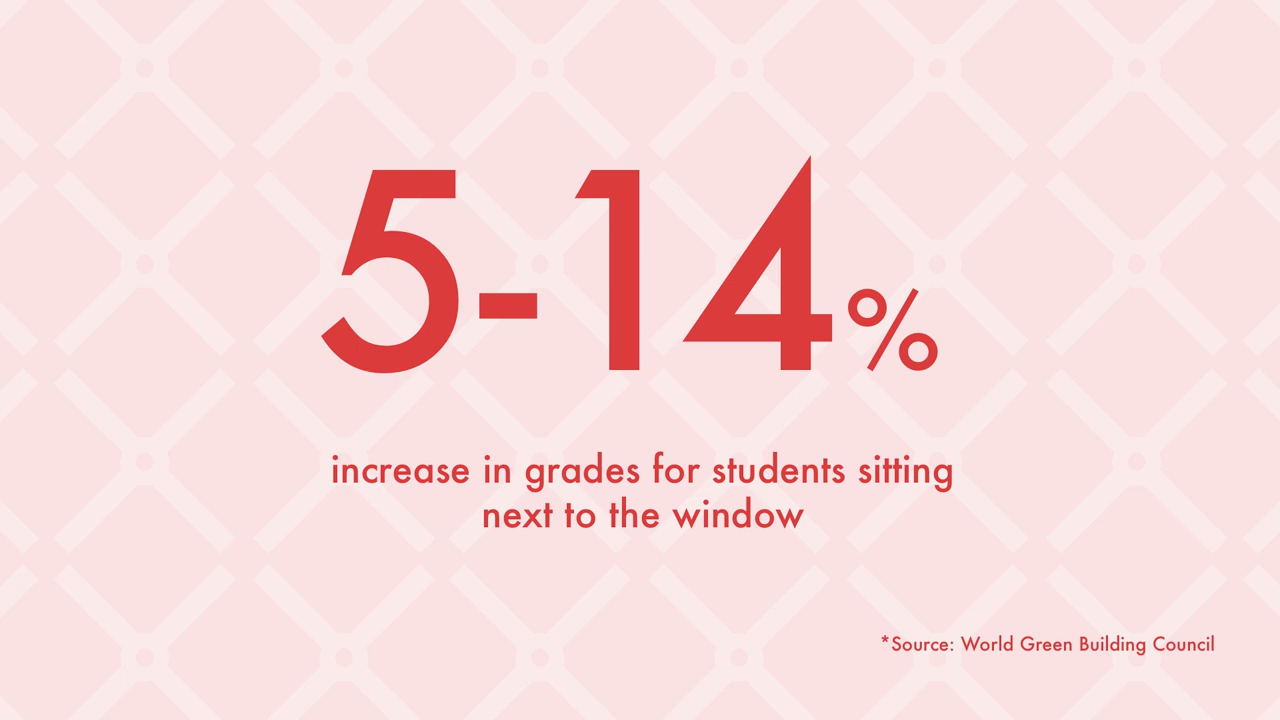 5-14%
increase in grades for students sitting
next to the window
*Source: World Green Building Council